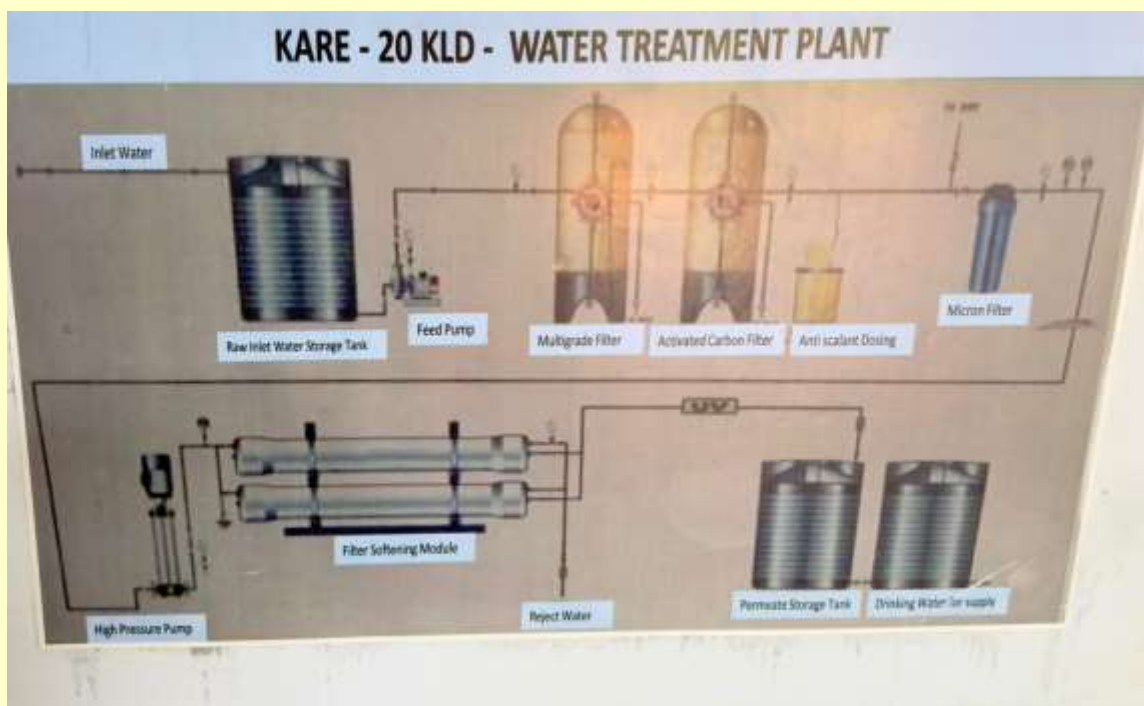 KARE - 20 KLD - WATER TREATMENT PLANT
Inlet Water
Raw Inlet Water Storage Tank
Feed Pump
Multigrade Filter
Activated Carbon Filter
Anti scalant Dosing
Micron Filter
High Pressure Pump
Filter Softening Module
Reject Water
Permeate Storage Tank
Drinking Water for supply